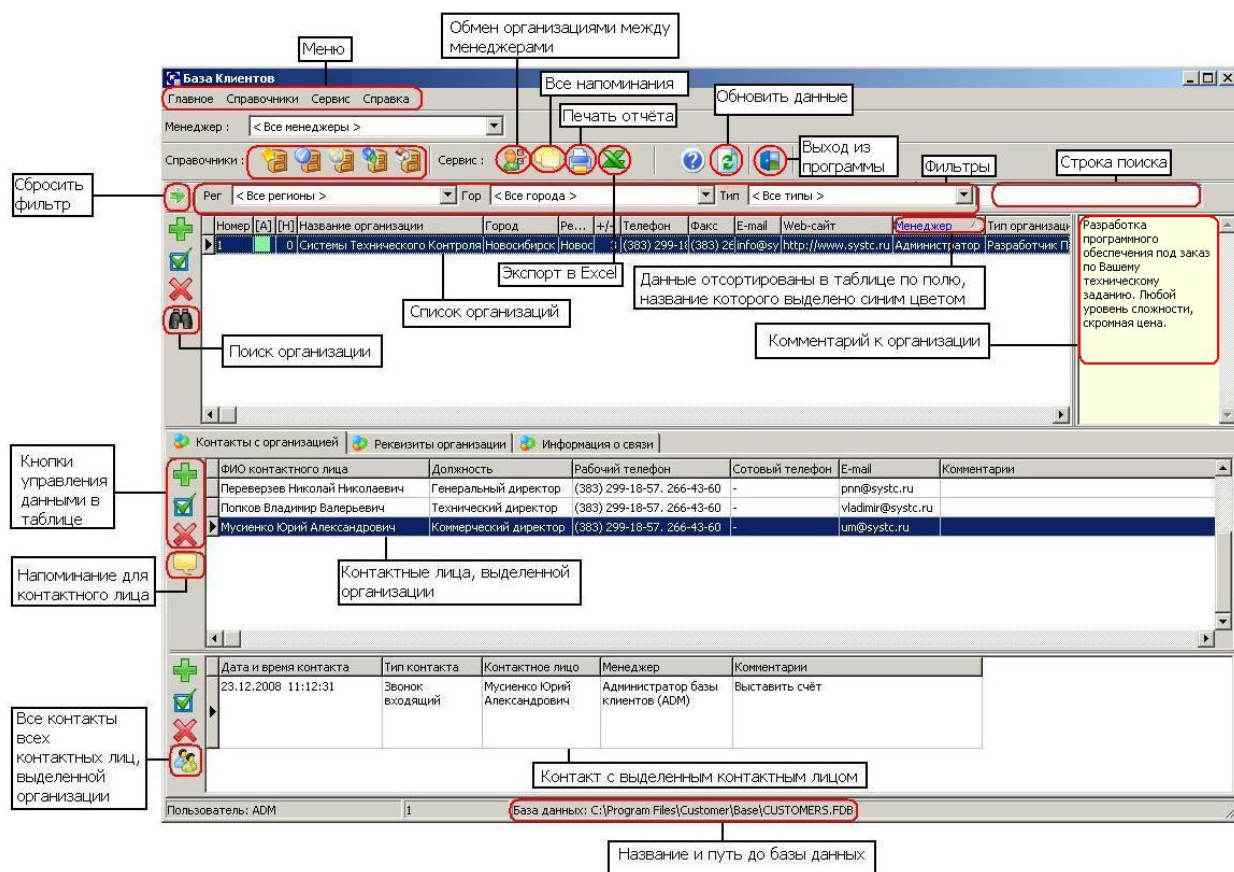 Обмен организациями между
менеджерами
Меню
Все напоминания
Обновить данные
Печать отчёта
База Клиентов
Главное Справочники Сервис Справка
Менеджер : < Все менеджеры >
Справочники : Сервис :
Выход из
программы
Фильтры
Строка поиска
Сбросить
фильтр
Рег < Все регионы > Гор < Все города > Тип < Все типы >
Номер [А] [Н] Название организации Город Ре... +/- Телефон Факс E-mail Web-сайт Менеджер Тип организаци
1 0 Системы Технического Контроля Новосибирск Новос (383) 299-1 (383) 26 info@sy http://www.systc.ru Администратор Разработчик П
Разработка
программного
обеспечения под заказ
по Вашему
техническому
заданию. Любой
уровень сложности,
скромная цена.
Экспорт в Excel
Данные отсортированы в таблице по полю,
название которого выделено синим цветом
Список организаций
Поиск организации
Комментарий к организации
Контакты с организацией Реквизиты организации Информация о связи
Кнопки
управления
данными в
таблице
ФИО контактного лица Должность Рабочий телефон Сотовый телефон E-mail Комментарии
Переверзев Николай Николаевич Генеральный директор (383) 299-18-57. 266-43-60 - pnn@systc.ru
Попков Владимир Валерьевич Технический директор (383) 299-18-57. 266-43-60 - vladimir@systc.ru
Мусиенко Юрий Александрович Коммерческий директор (383) 299-18-57. 266-43-60 - um@systc.ru
Напоминание для
контактного лица
Контактные лица, выделенной
организации
Дата и время контакта Тип контакта Контактное лицо Менеджер Комментарии
23.12.2008 11:12:31 Звонок Мусиенко Юрий Администратор базы Выставить счёт
входящий Александрович клиентов (ADM)
Все контакты
всех
контактных лиц,
выделенной
организации
Контакт с выделенным контактным лицом
Пользователь: ADM 1 База данных: C:\Program Files\Customer\Base\CUSTOMERS.FDB
Название и путь до базы данных